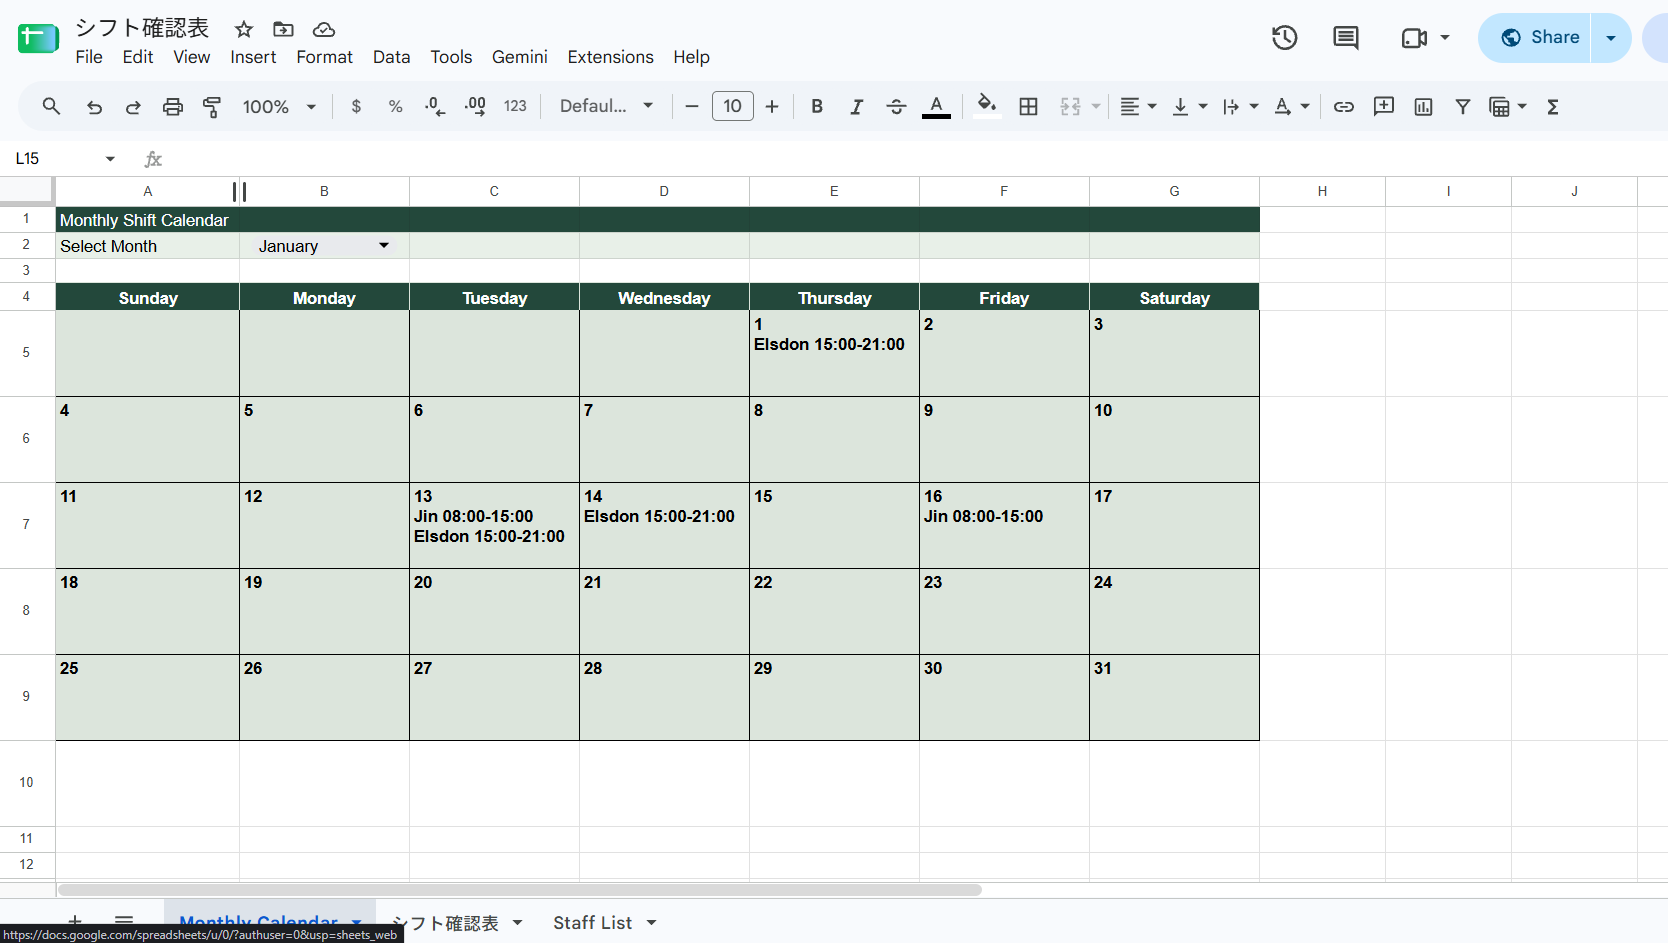 シフト確認表
File Edit View Insert Format Data Tools Gemini Extensions Help
Share
100% $ % .0 .00 123 Defaul... 10 B I A
L15 fx
A B C D E F G H I J
1 Monthly Shift Calendar
2 Select Month January
3
4 Sunday Monday Tuesday Wednesday Thursday Friday Saturday
5
1
Elsdon 15:00-21:00
2
3
6
4
5
6
7
8
9
10
7
11
12
13
Jin 08:00-15:00
Elsdon 15:00-21:00
14
Elsdon 15:00-21:00
15
16
Jin 08:00-15:00
17
8
18
19
20
21
22
23
24
9
25
26
27
28
29
30
31
10
11
12
Monthly Calendar シフト確認表 Staff List
https://docs.google.com/spreadsheets/u/0/?authuser=0&usp=sheets_web